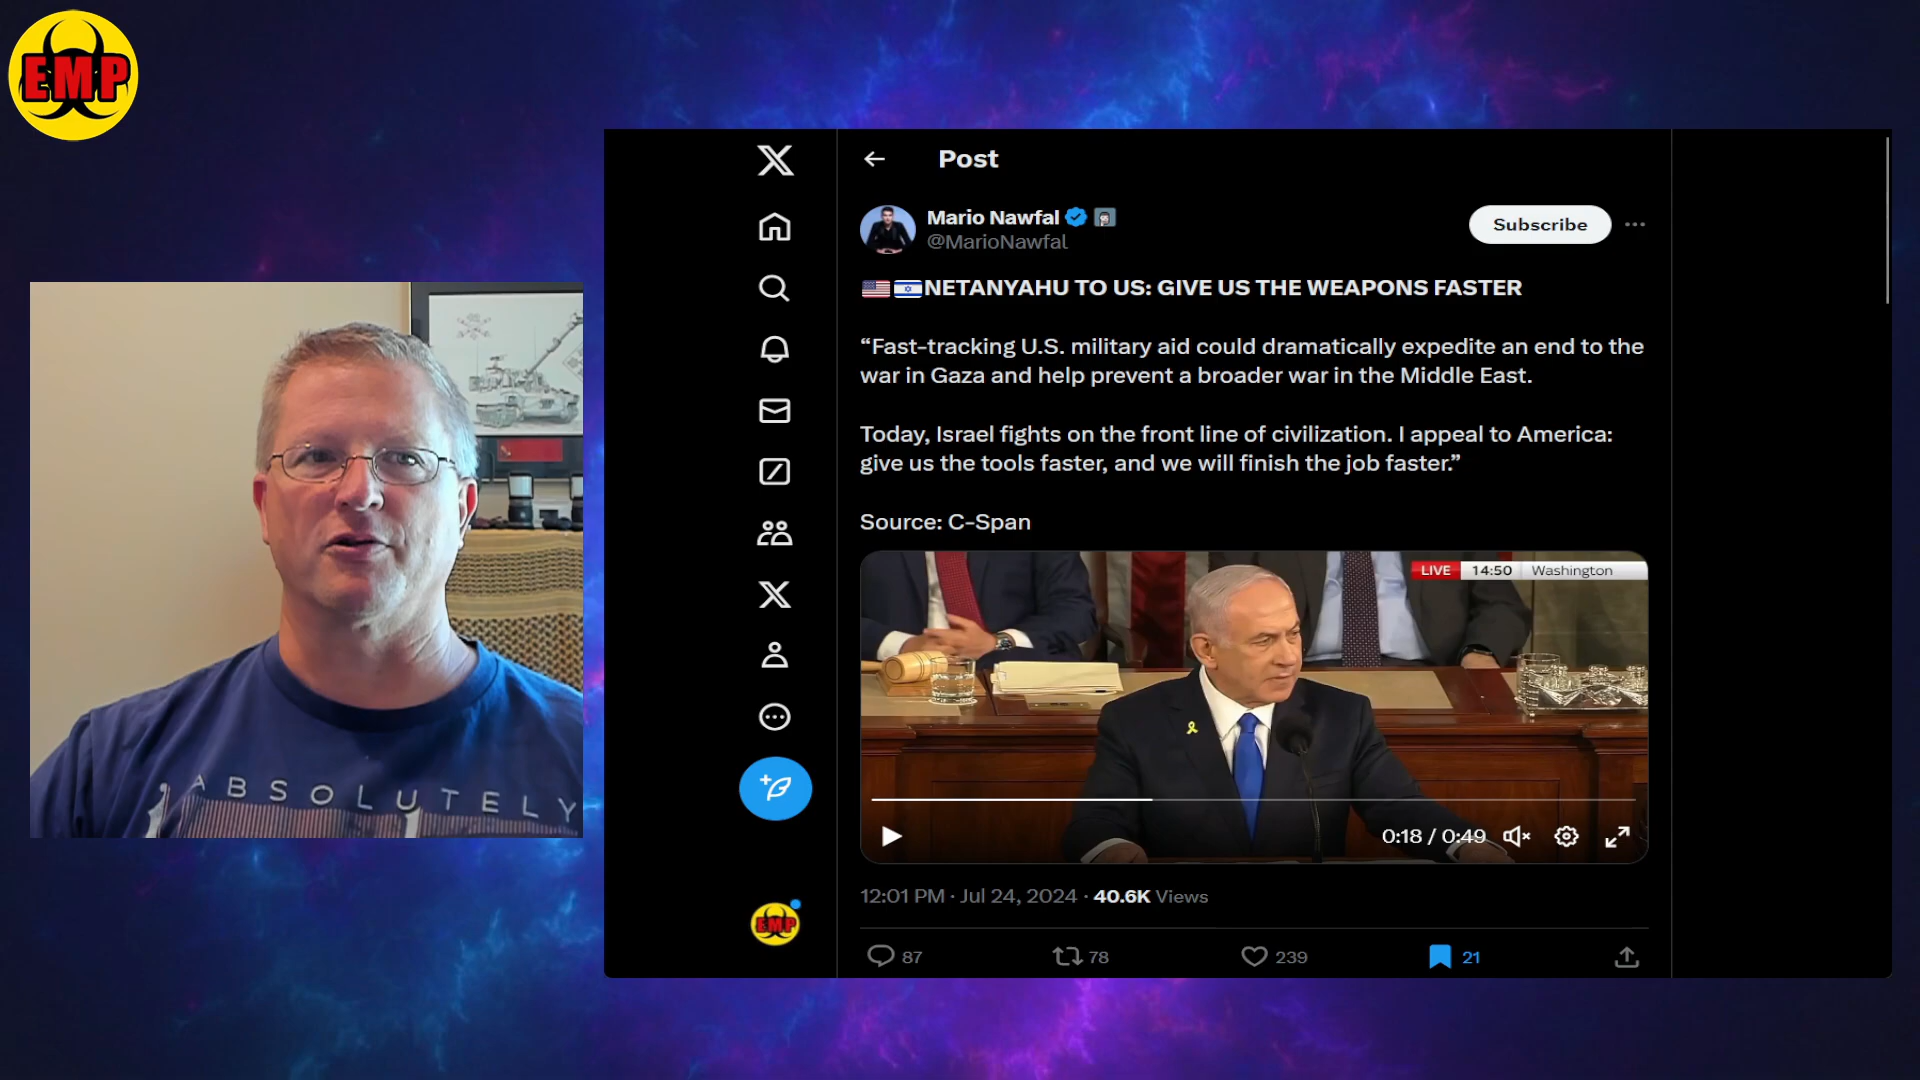 EMP
Post
Mario Nawfal
@MarioNawfal
Subscribe
NETANYAHU TO US: GIVE US THE WEAPONS FASTER
“Fast-tracking U.S. military aid could dramatically expedite an end to the
war in Gaza and help prevent a broader war in the Middle East.
Today, Israel fights on the front line of civilization. I appeal to America:
give us the tools faster, and we will finish the job faster.”
Source: C-Span
LIVE 14:50 Washington
0:18 / 0:49
12:01 PM · Jul 24, 2024 · 40.6K Views
87 78 239 21
EMP
ABSOLUTELY